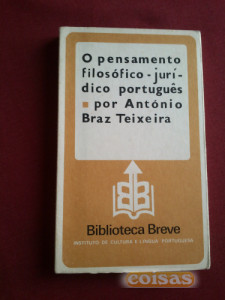 O pensamento
filosófico-jurí-
dico português
por António
Braz Teixeira
Biblioteca Breve
INSTITUTO DE CULTURA E LÍNGUA PORTUGUESA
coisas